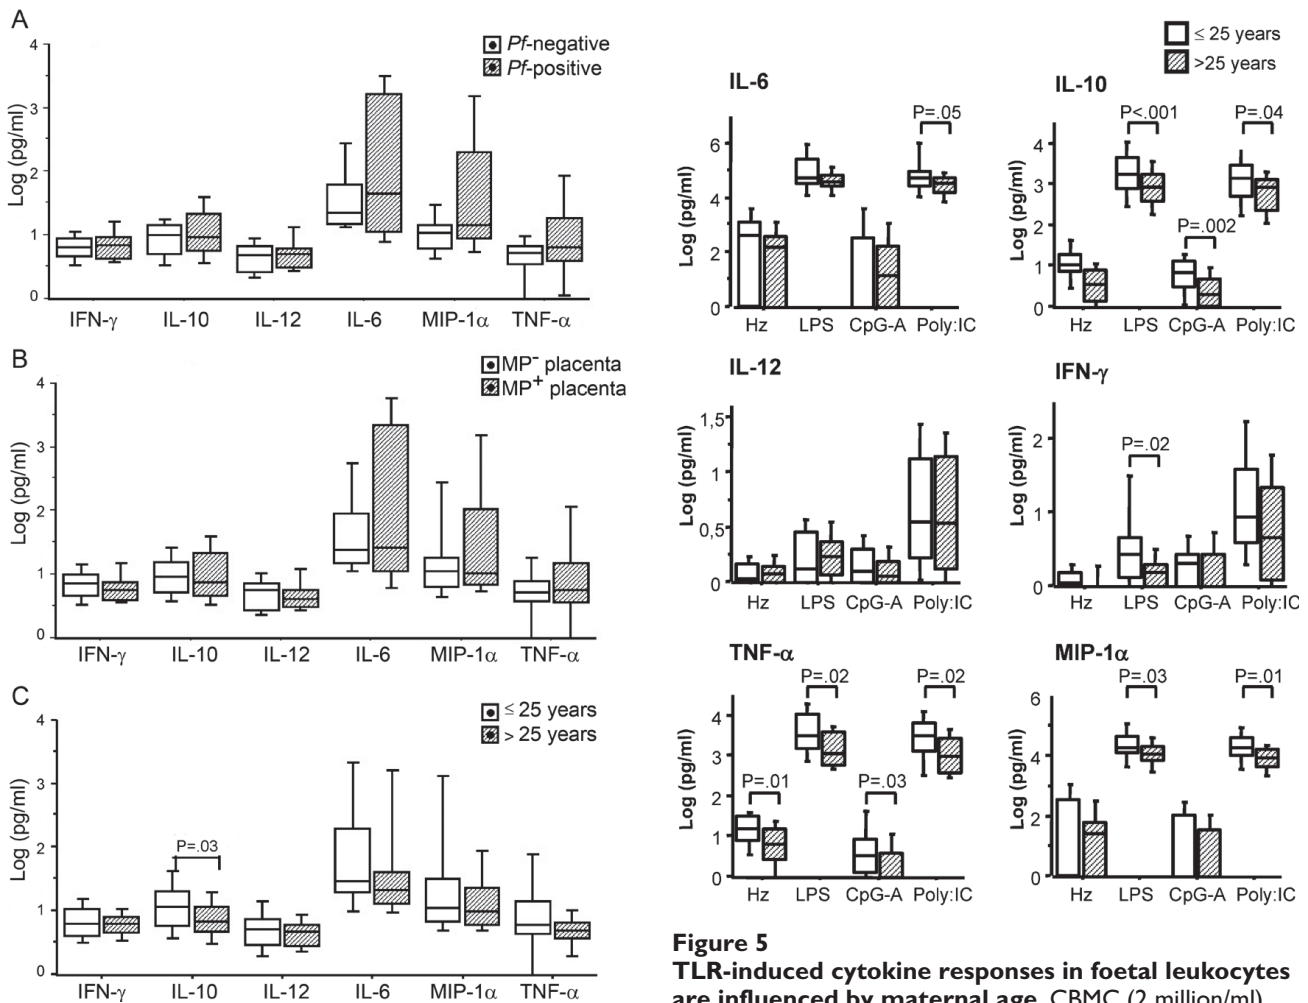 A
Log (pg/ml)
4
3
2
1
0
Pf-negative
Pf-positive
IFN-γ IL-10 IL-12 IL-6 MIP-1α TNF-α
B
Log (pg/ml)
4
3
2
1
0
MP- placenta
MP+ placenta
IFN-γ IL-10 IL-12 IL-6 MIP-1α TNF-α
C
Log (pg/ml)
4
3
2
1
0
≤ 25 years
> 25 years
P=.03
IFN-γ IL-10 IL-12 IL-6 MIP-1α TNF-α
≤ 25 years
>25 years
IL-6
Log (pg/ml)
6
4
2
0
P=.05
Hz LPS CpG-A Poly:IC
IL-10
Log (pg/ml)
4
3
2
1
0
P<.001
P=.04
P=.002
Hz LPS CpG-A Poly:IC
IL-12
Log (pg/ml)
1,5
1
0,5
0
Hz LPS CpG-A Poly:IC
IFN-γ
Log (pg/ml)
2
1
0
P=.02
Hz LPS CpG-A Poly:IC
TNF-α
Log (pg/ml)
4
3
2
1
0
P=.02
P=.02
P=.01
P=.03
Hz LPS CpG-A Poly:IC
MIP-1α
Log (pg/ml)
6
4
2
0
P=.03
P=.01
Hz LPS CpG-A Poly:IC
Figure 5
TLR-induced cytokine responses in foetal leukocytes
are influenced by maternal age. CBMC (2 million/ml)